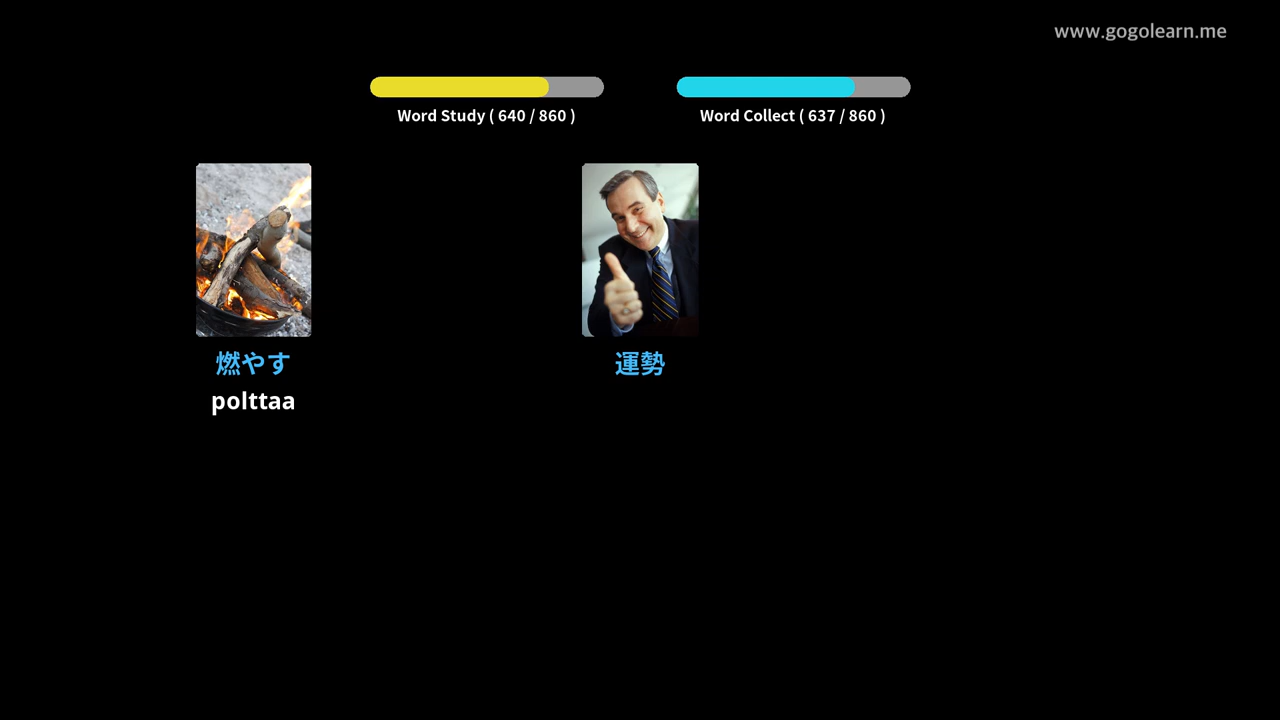 www.gogolearn.me
Word Study ( 640 / 860 )
Word Collect ( 637 / 860 )
燃やす
polttaa
運勢